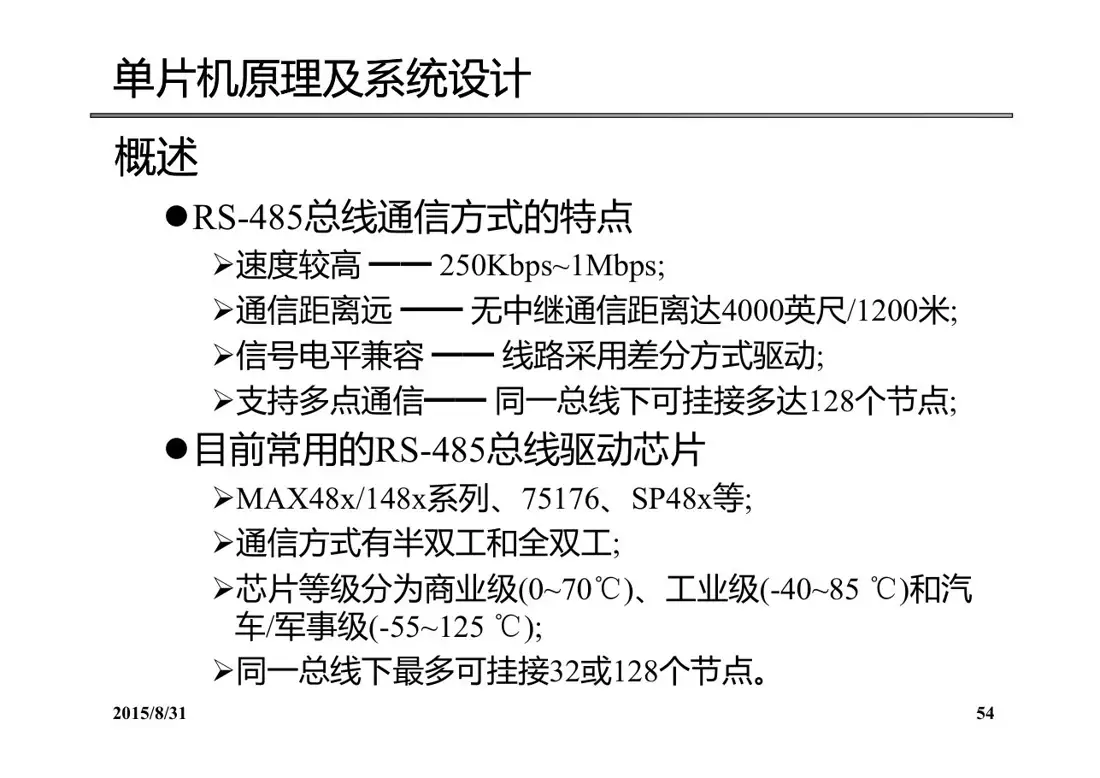 单片机原理及系统设计
概述
●RS-485总线通信方式的特点
➢速度较高 —— 250Kbps~1Mbps;
➢通信距离远 —— 无中继通信距离达4000英尺/1200米;
➢信号电平兼容 —— 线路采用差分方式驱动;
➢支持多点通信—— 同一总线下可挂接多达128个节点;
●目前常用的RS-485总线驱动芯片
➢MAX48x/148x系列、75176、SP48x等;
➢通信方式有半双工和全双工;
➢芯片等级分为商业级(0~70℃)、工业级(-40~85 ℃)和汽
车/军事级(-55~125 ℃);
➢同一总线下最多可挂接32或128个节点。
2015/8/31 54